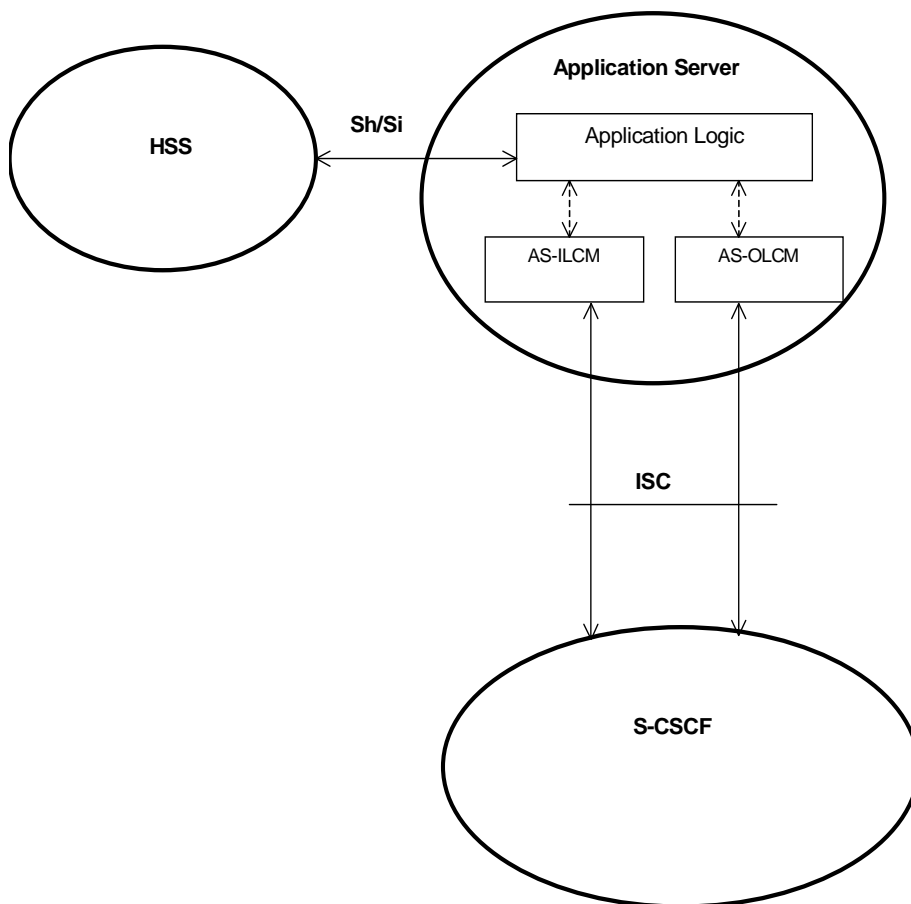 Application Server
Sh/Si
HSS
Application Logic
AS-ILCM
AS-OLCM
ISC
S-CSCF